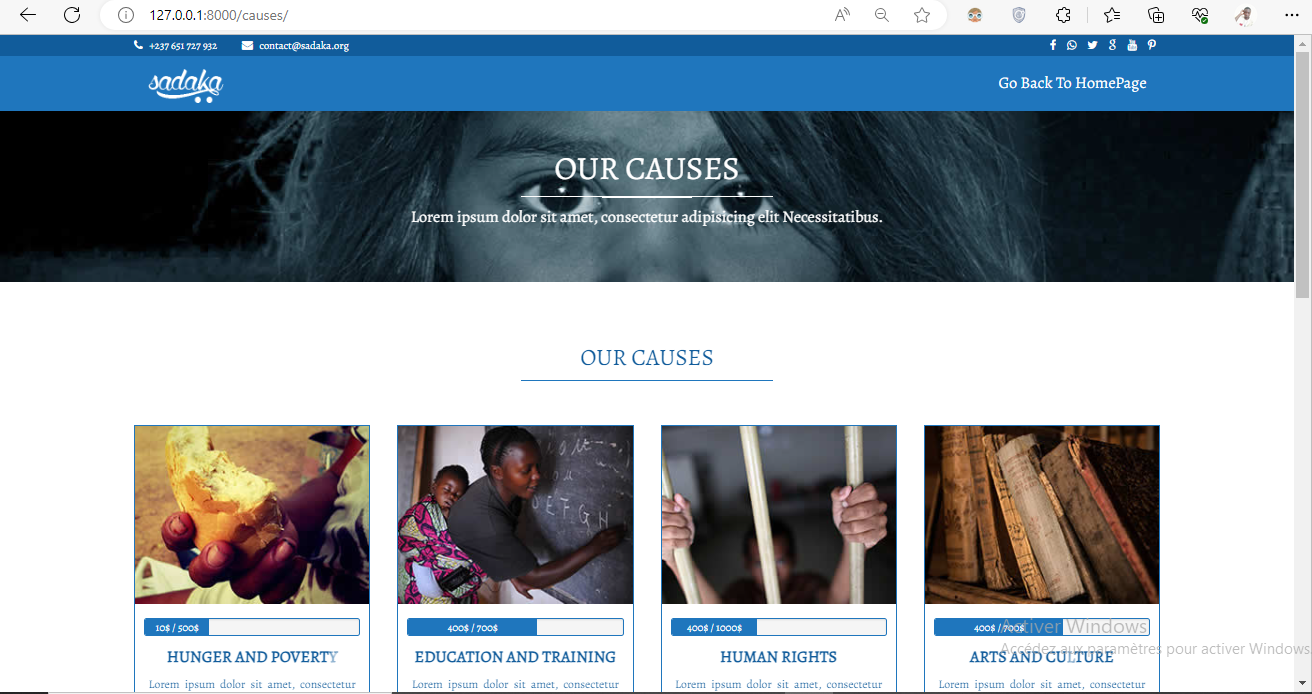 127.0.0.1:8000/causes/
+237 651 727 932 contact@sadaka.org
sadaka
Go Back To HomePage
OUR CAUSES
Lorem ipsum dolor sit amet, consectetur adipisicing elit Necessitatibus.
OUR CAUSES
E F G H
10$ / 500$
HUNGER AND POVERTY
Lorem ipsum dolor sit amet, consectetur
400$ / 700$
EDUCATION AND TRAINING
Lorem ipsum dolor sit amet, consectetur
400$ / 1000$
HUMAN RIGHTS
Lorem ipsum dolor sit amet, consectetur
400$ / 700$
ARTS AND CULTURE
Lorem ipsum dolor sit amet, consectetur
Activer Windows
Accédez aux paramètres pour activer Windows